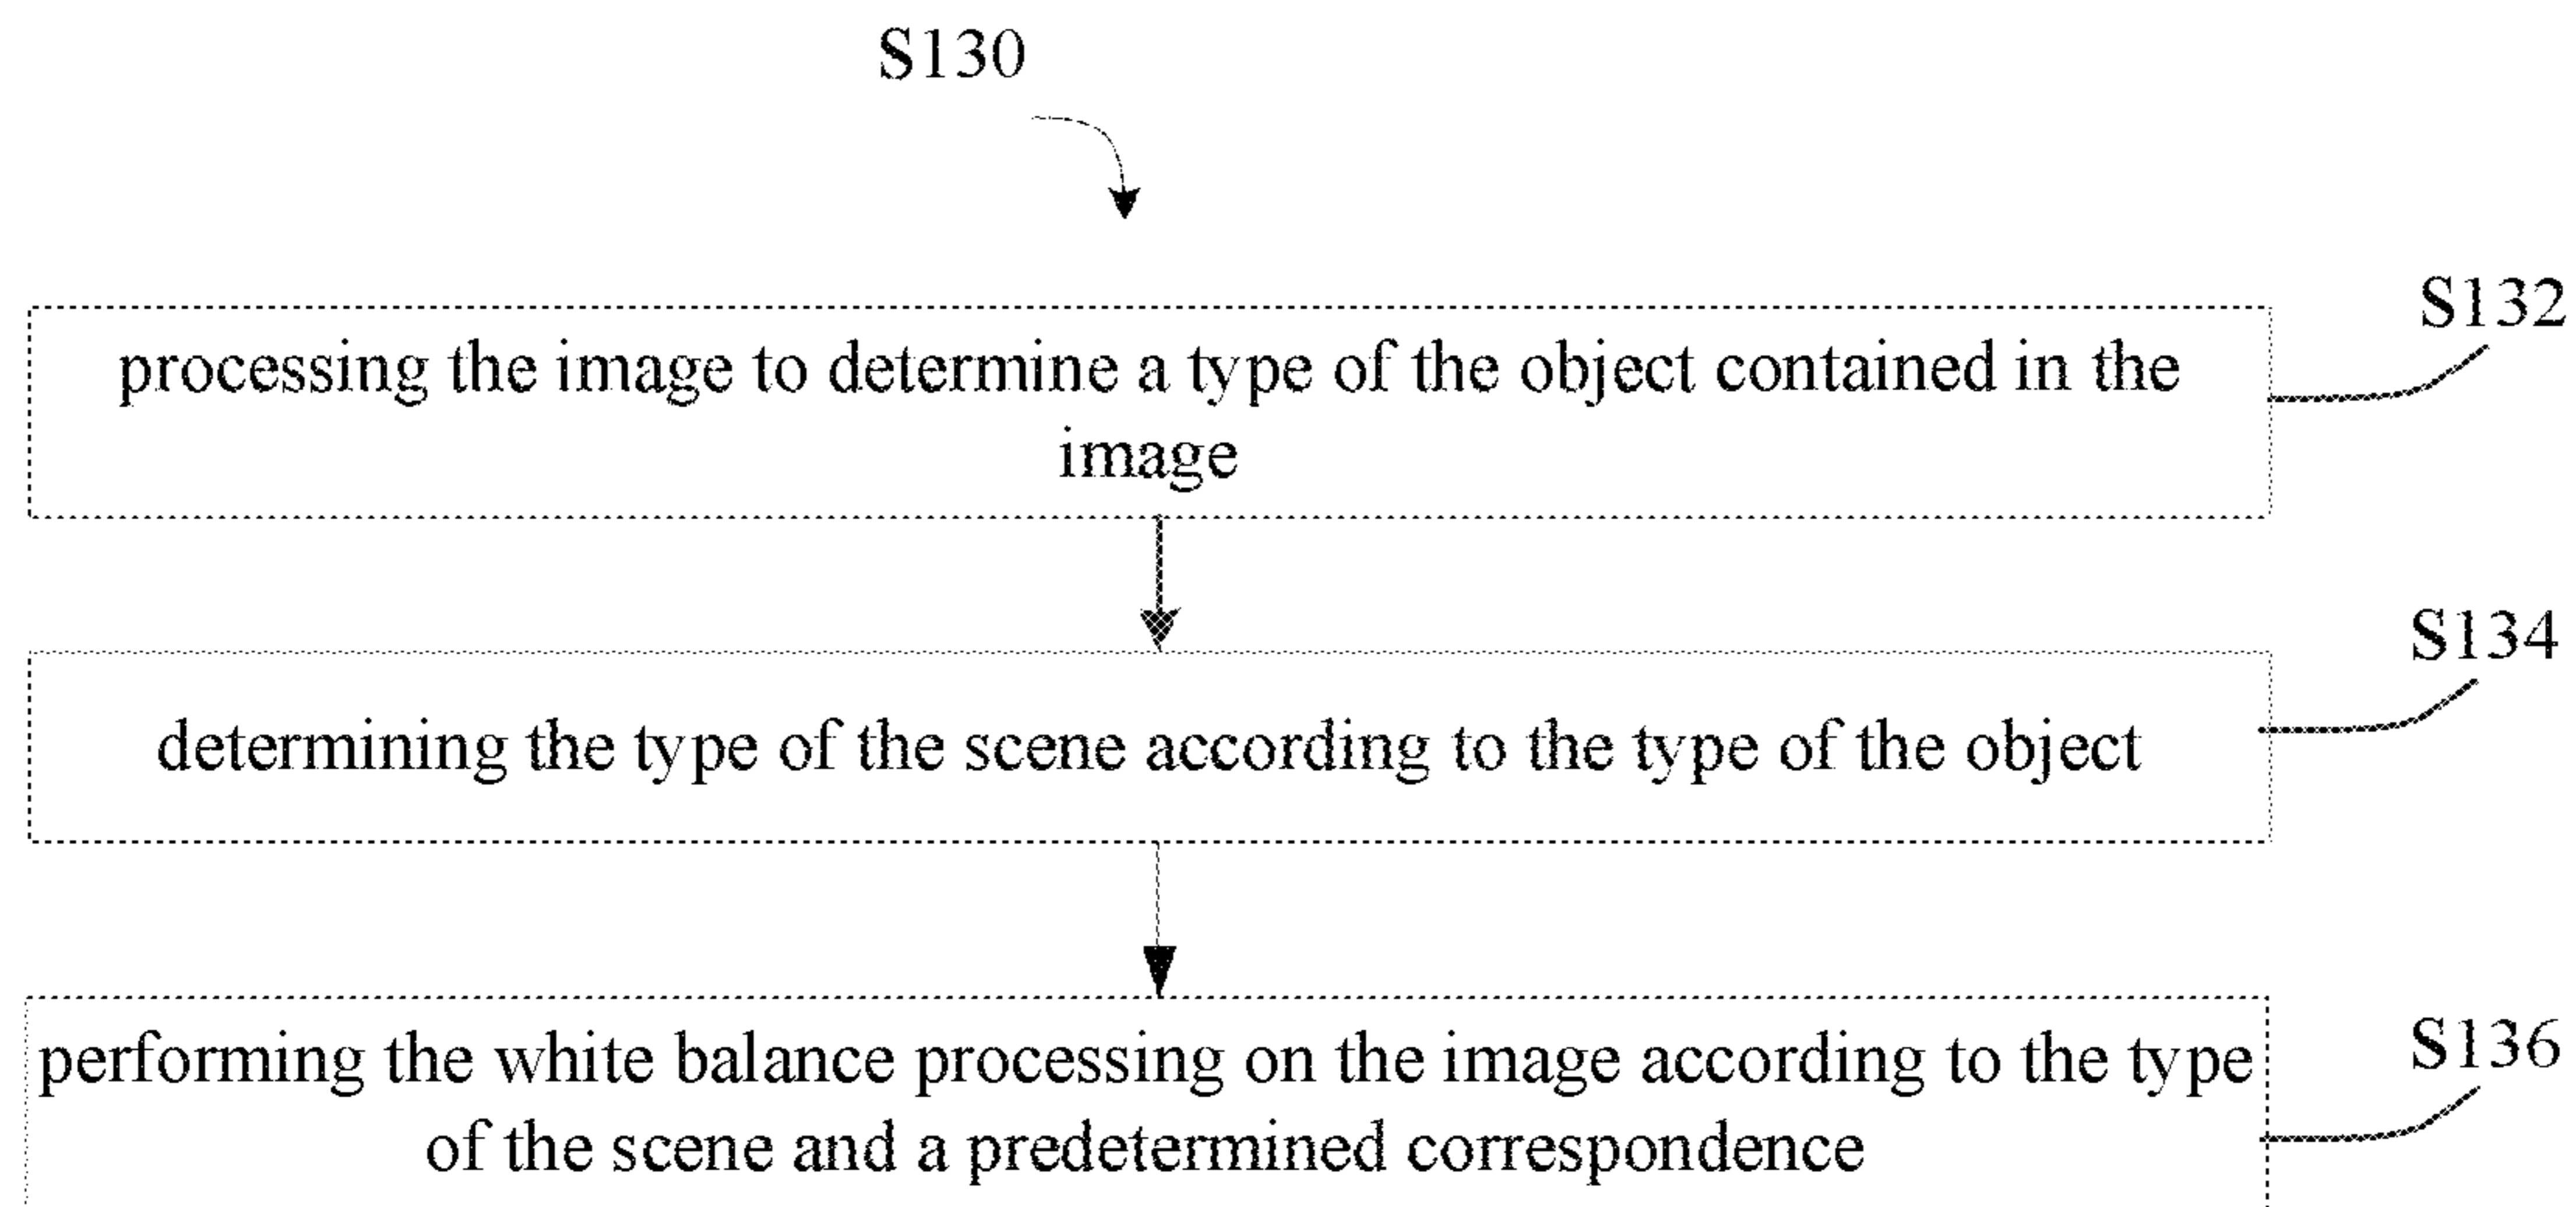 S130
S132
processing the image to determine a type of the object contained in the
image
S134
determining the type of the scene according to the type of the object
S136
performing the white balance processing on the image according to the type
of the scene and a predetermined correspondence